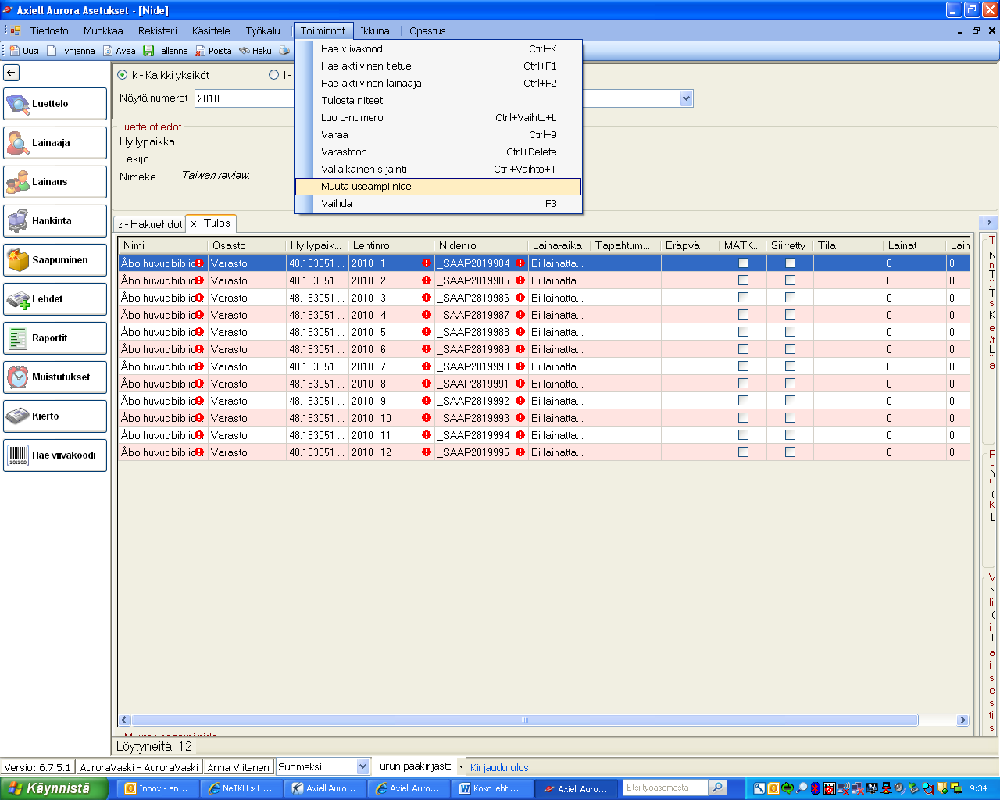 Axiell Aurora Asetukset - [Nide]
Tiedosto Muokkaa Rekisteri Käsittele Työkalu Toiminnot Ikkuna Opastus
Uusi Tyhjennä Avaa Tallenna Poista Haku
Hae viivakoodi Ctrl+K
Hae aktiivinen tietue Ctrl+F1
Hae aktiivinen lainaaja Ctrl+F2
Tulosta niteet
Luo L-numero Ctrl+Vaihto+L
Varaa Ctrl+9
Varastoon Ctrl+Delete
Väliaikainen sijainti Ctrl+Vaihto+T
Muuta useampi nide
Vaihda F3
Luettelo
Lainaaja
Lainaus
Hankinta
Saapuminen
Lehdet
Raportit
Muistutukset
Kierto
Hae viivakoodi
k - Kaikki yksiköt l -
Näytä numerot 2010
Luettelotiedot
Hyllypaikka
Tekijä
Nimeke Taiwan review.
z - Hakuehdot x - Tulos
Nimi Osasto Hyllypaik... Lehtinro Nidenro Laina-aika Tapahtum... Eräpvä MATK... Siirretty Tila Lainat Lain
Åbo huvudbiblio Varasto 48.183051 ... 2010 : 1 _SAAP2819984 Ei lainatta... 0 0
Åbo huvudbiblio Varasto 48.183051 ... 2010 : 2 _SAAP2819985 Ei lainatta... 0 0
Åbo huvudbiblio Varasto 48.183051 ... 2010 : 3 _SAAP2819986 Ei lainatta... 0 0
Åbo huvudbiblio Varasto 48.183051 ... 2010 : 4 _SAAP2819987 Ei lainatta... 0 0
Åbo huvudbiblio Varasto 48.183051 ... 2010 : 5 _SAAP2819988 Ei lainatta... 0 0
Åbo huvudbiblio Varasto 48.183051 ... 2010 : 6 _SAAP2819989 Ei lainatta... 0 0
Åbo huvudbiblio Varasto 48.183051 ... 2010 : 7 _SAAP2819990 Ei lainatta... 0 0
Åbo huvudbiblio Varasto 48.183051 ... 2010 : 8 _SAAP2819991 Ei lainatta... 0 0
Åbo huvudbiblio Varasto 48.183051 ... 2010 : 9 _SAAP2819992 Ei lainatta... 0 0
Åbo huvudbiblio Varasto 48.183051 ... 2010 : 10 _SAAP2819993 Ei lainatta... 0 0
Åbo huvudbiblio Varasto 48.183051 ... 2010 : 11 _SAAP2819994 Ei lainatta... 0 0
Åbo huvudbiblio Varasto 48.183051 ... 2010 : 12 _SAAP2819995 Ei lainatta... 0 0
Muuta useampi nide
Löytyneitä: 12
Versio: 6.7.5.1 AuroraVaski - AuroraVaski Anna Viitanen Suomeksi Turun pääkirjasto Kirjaudu ulos
Käynnistä Inbox - an... NeTKU » H... Axiell Auro... Axiell Auro... Koko lehti... Axiell Auro... Etsi työasemasta 9:34